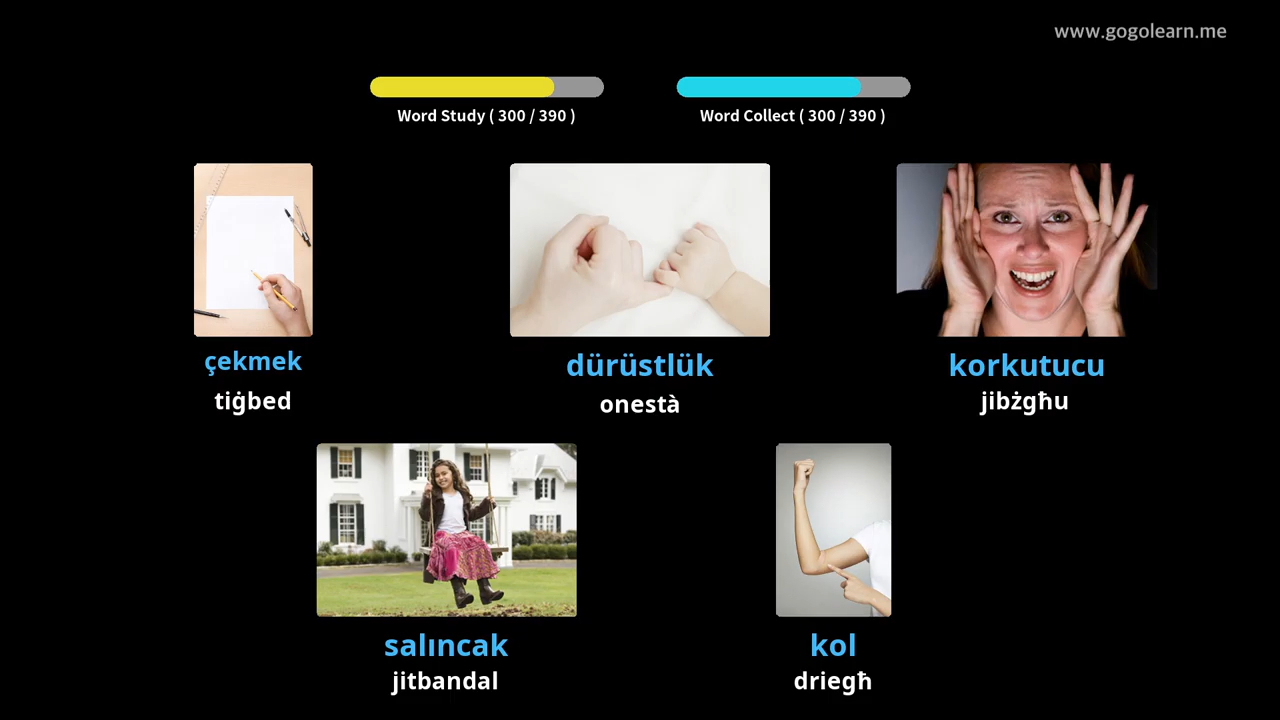 www.gogolearn.me
Word Study ( 300 / 390 )
Word Collect ( 300 / 390 )
çekmek
tiġbed
dürüstlük
onestà
korkutucu
jibżgħu
salıncak
jitbandal
kol
driegħ